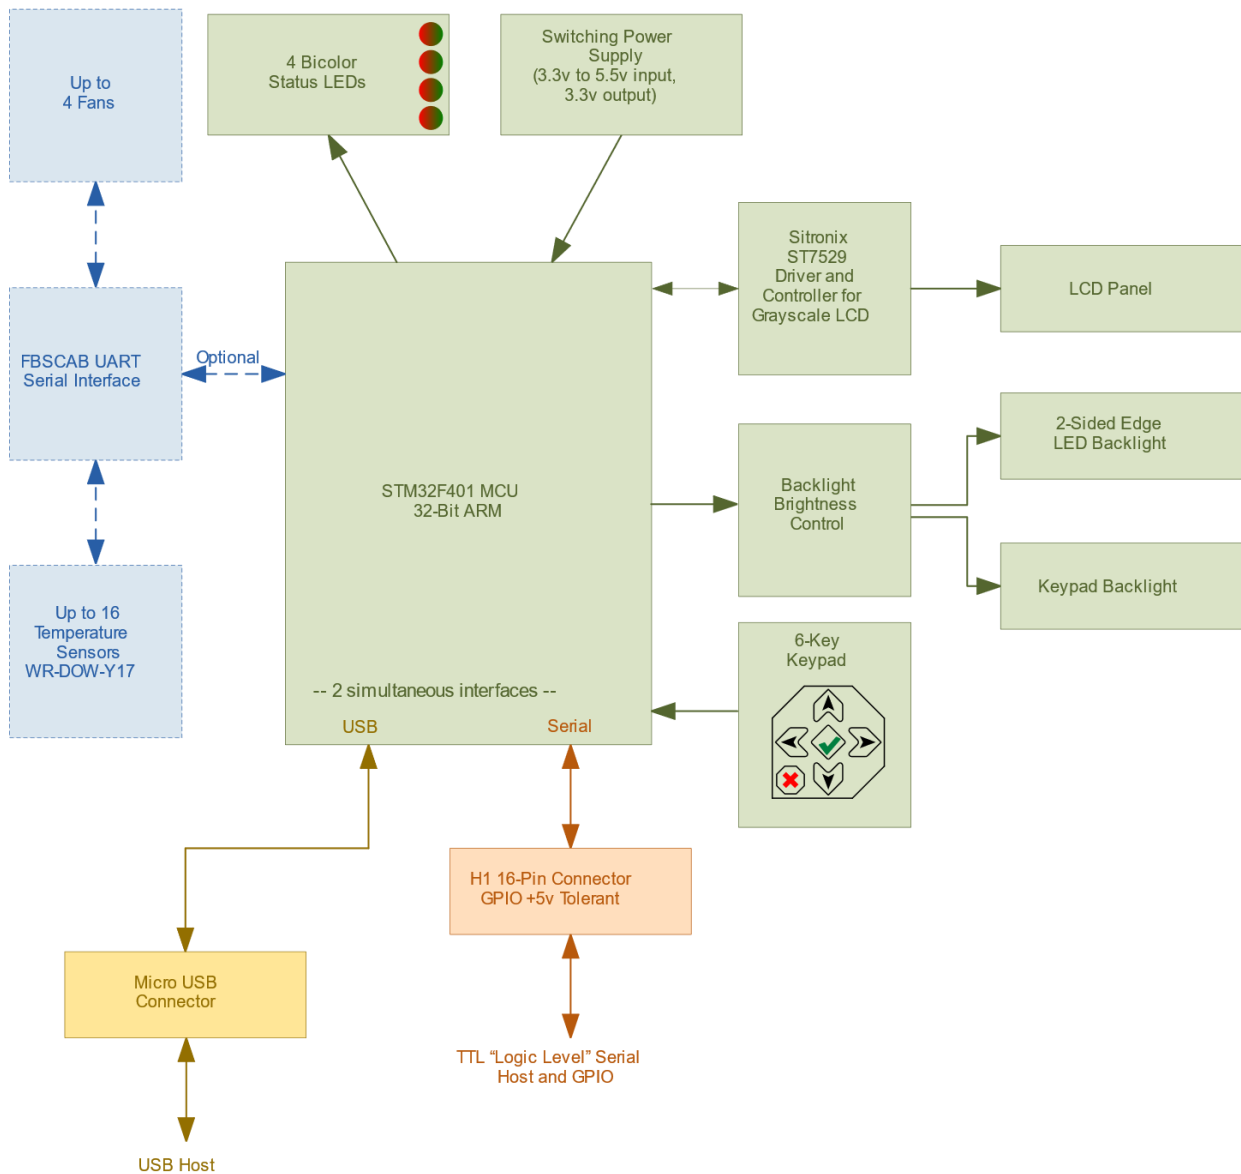 Up to
4 Fans
4 Bicolor
Status LEDs
Switching Power
Supply
(3.3v to 5.5v input,
3.3v output)
Sitronix
ST7529
Driver and
Controller for
Grayscale LCD
LCD Panel
FBSCAB UART
Serial Interface
Optional
2-Sided Edge
LED Backlight
STM32F401 MCU
32-Bit ARM
Backlight
Brightness
Control
Keypad Backlight
Up to 16
Temperature
Sensors
WR-DOW-Y17
6-Key
Keypad
-- 2 simultaneous interfaces --
USB
Serial
H1 16-Pin Connector
GPIO +5v Tolerant
Micro USB
Connector
TTL “Logic Level” Serial
Host and GPIO
USB Host